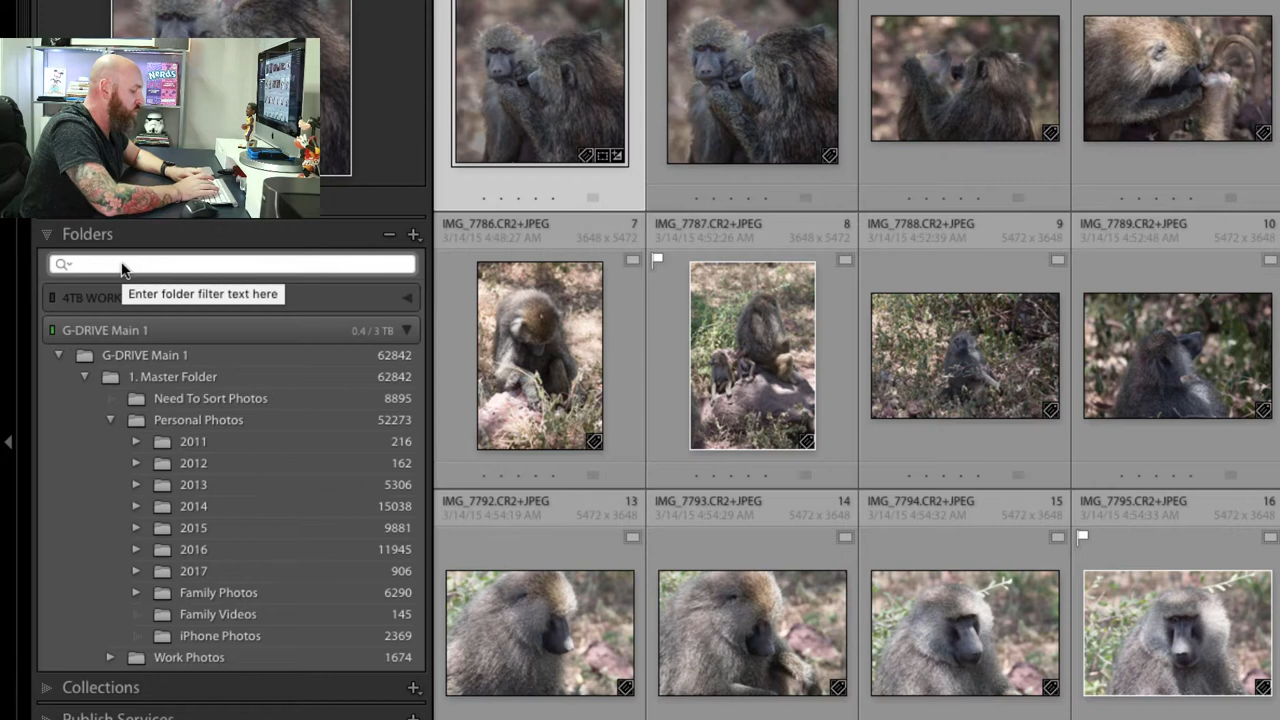 Nerds
Folders
Enter folder filter text here
4TB WORK
G-DRIVE Main 1 0.4 / 3 TB
G-DRIVE Main 1 62842
1. Master Folder 62842
Need To Sort Photos 8895
Personal Photos 52273
2011 216
2012 162
2013 5306
2014 15038
2015 9881
2016 11945
2017 906
Family Photos 6290
Family Videos 145
iPhone Photos 2369
Work Photos 1674
Collections
Publish Services
IMG_7786.CR2+JPEG 7
3/14/15 4:48:27 AM 3648 x 5472
IMG_7787.CR2+JPEG 8
3/14/15 4:52:26 AM 3648 x 5472
IMG_7788.CR2+JPEG 9
3/14/15 4:52:39 AM 5472 x 3648
IMG_7789.CR2+JPEG 10
3/14/15 4:52:48 AM 5472 x 3648
IMG_7792.CR2+JPEG 13
3/14/15 4:54:19 AM 5472 x 3648
IMG_7793.CR2+JPEG 14
3/14/15 4:54:29 AM 5472 x 3648
IMG_7794.CR2+JPEG 15
3/14/15 4:54:32 AM 5472 x 3648
IMG_7795.CR2+JPEG 16
3/14/15 4:54:33 AM 5472 x 3648